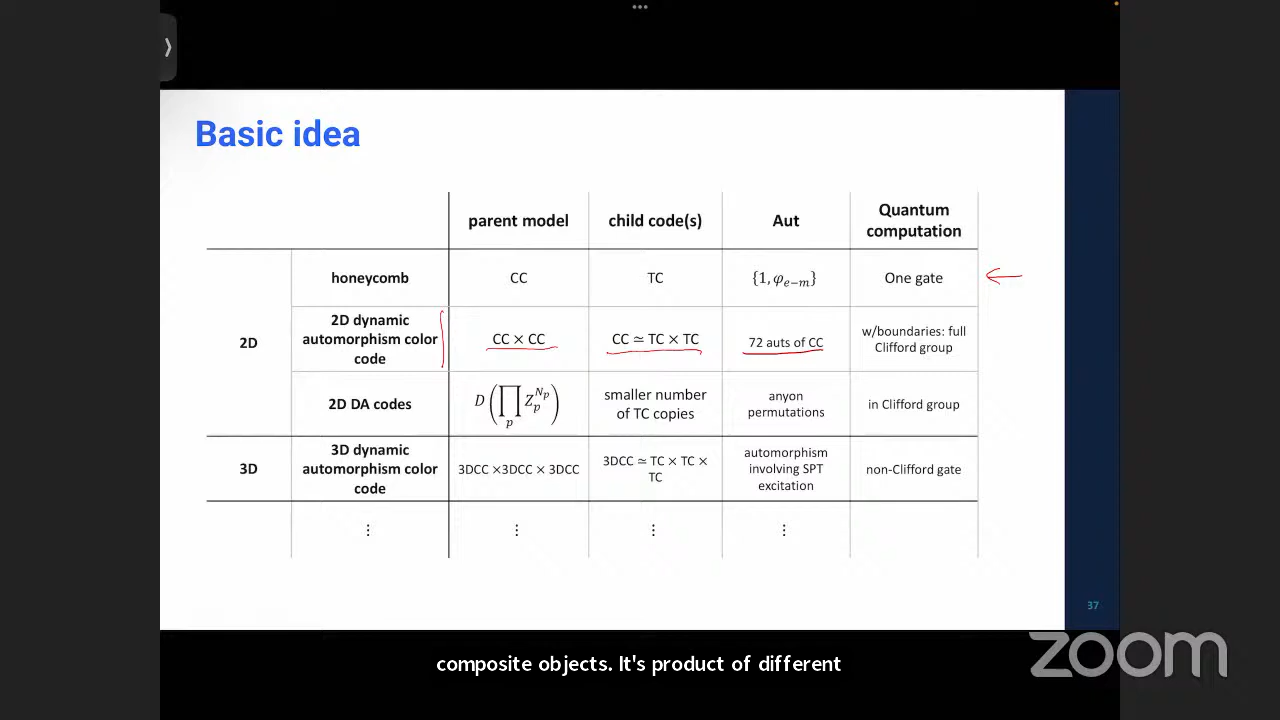 Basic idea
parent model
child code(s)
Aut
Quantum
computation
2D
honeycomb
CC
TC
{1, φₑ₋ₘ}
One gate
2D dynamic
automorphism color
code
CC × CC
CC ≃ TC × TC
72 auts of CC
w/boundaries: full
Clifford group
2D DA codes
D(∏ₚ Zₚ^{Nₚ})
smaller number
of TC copies
anyon
permutations
in Clifford group
3D
3D dynamic
automorphism color
code
3DCC ×3DCC × 3DCC
3DCC ≃ TC × TC ×
TC
automorphism
involving SPT
excitation
non-Clifford gate
⋮
⋮
⋮
⋮
37
composite objects. It's product of different
zoom